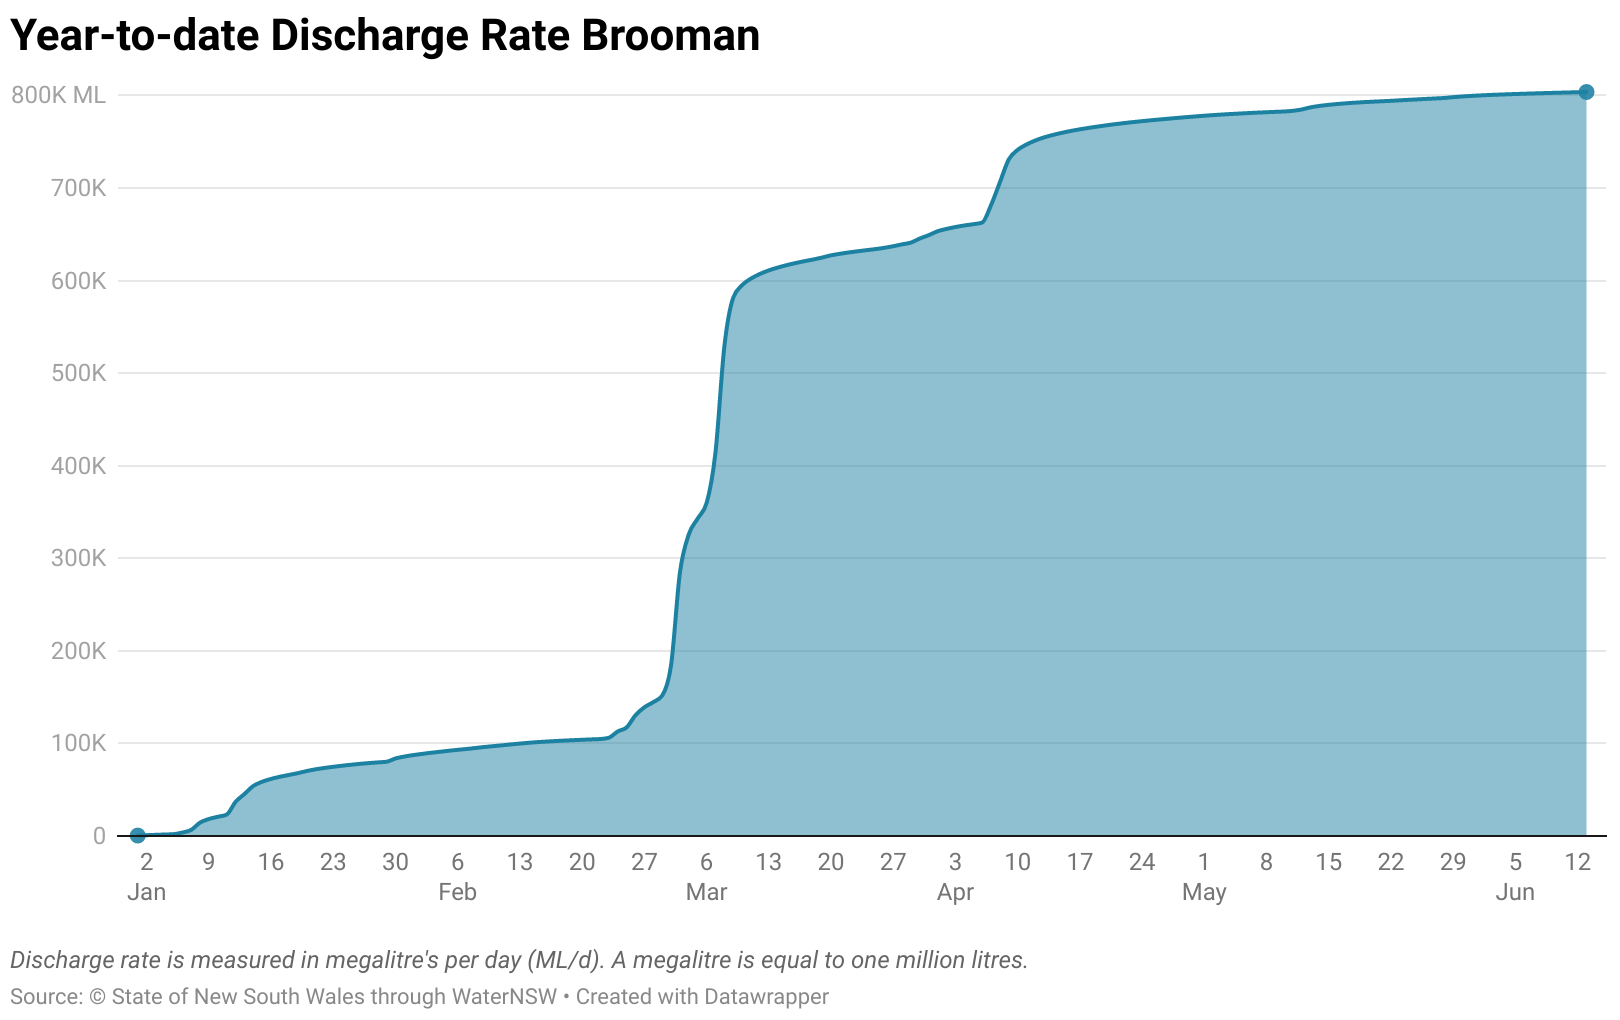 Year-to-date Discharge Rate Brooman
800K ML
700K
600K
500K
400K
300K
200K
100K
0
2 9 16 23 30 6 13 20 27 6 13 20 27 3 10 17 24 1 8 15 22 29 5 12
Jan Feb Mar Apr May Jun
Discharge rate is measured in megalitre's per day (ML/d). A megalitre is equal to one million litres.
Source: © State of New South Wales through WaterNSW • Created with Datawrapper